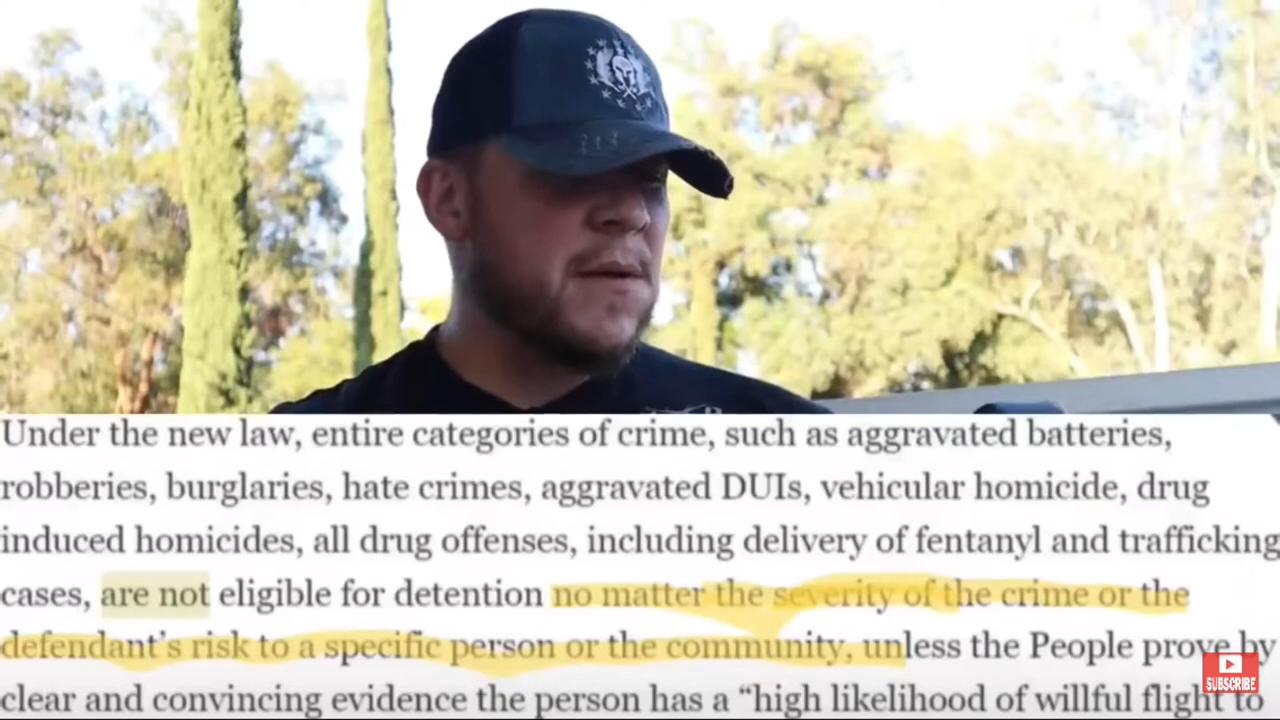 Under the new law, entire categories of crime, such as aggravated batteries,
robberies, burglaries, hate crimes, aggravated DUIs, vehicular homicide, drug
induced homicides, all drug offenses, including delivery of fentanyl and trafficking
cases, are not eligible for detention no matter the severity of the crime or the
defendant's risk to a specific person or the community, unless the People prove by
clear and convincing evidence the person has a “high likelihood of willful flight to
SUBSCRIBE